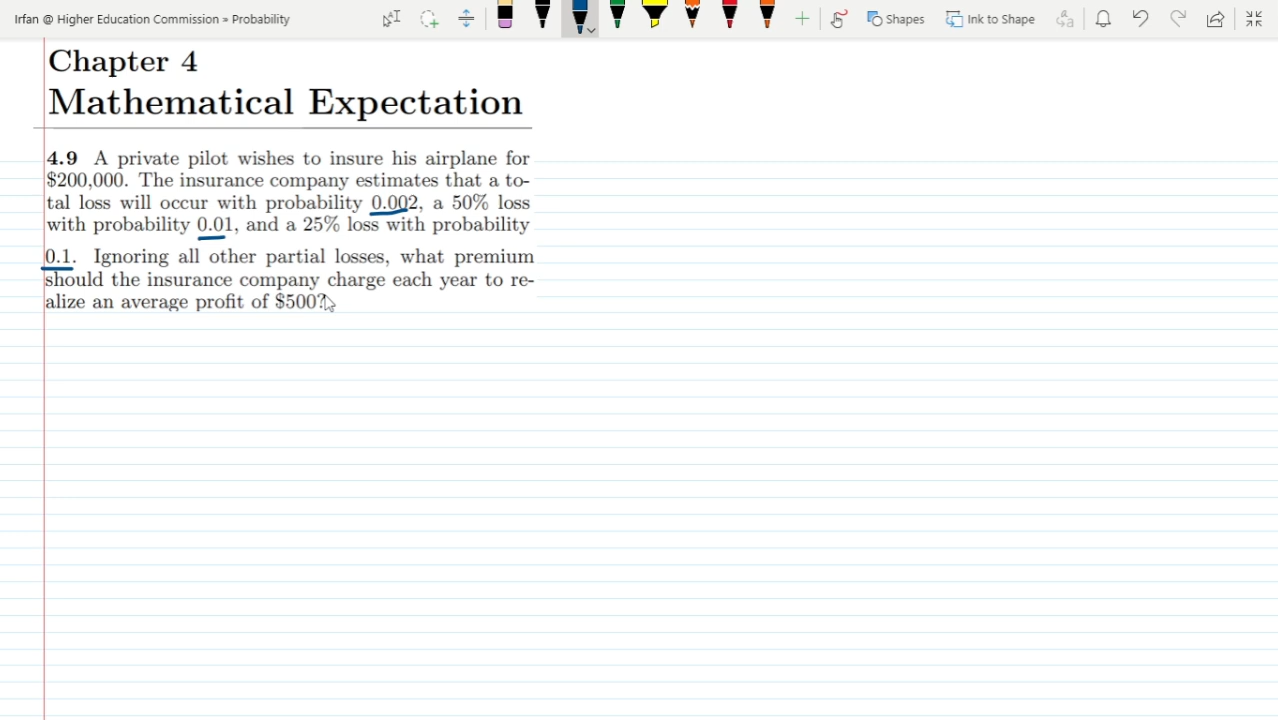 Irfan @ Higher Education Commission » Probability
Shapes
Ink to Shape
Chapter 4
Mathematical Expectation
4.9 A private pilot wishes to insure his airplane for
$200,000. The insurance company estimates that a to-
tal loss will occur with probability 0.002, a 50% loss
with probability 0.01, and a 25% loss with probability
0.1. Ignoring all other partial losses, what premium
should the insurance company charge each year to re-
alize an average profit of $500?